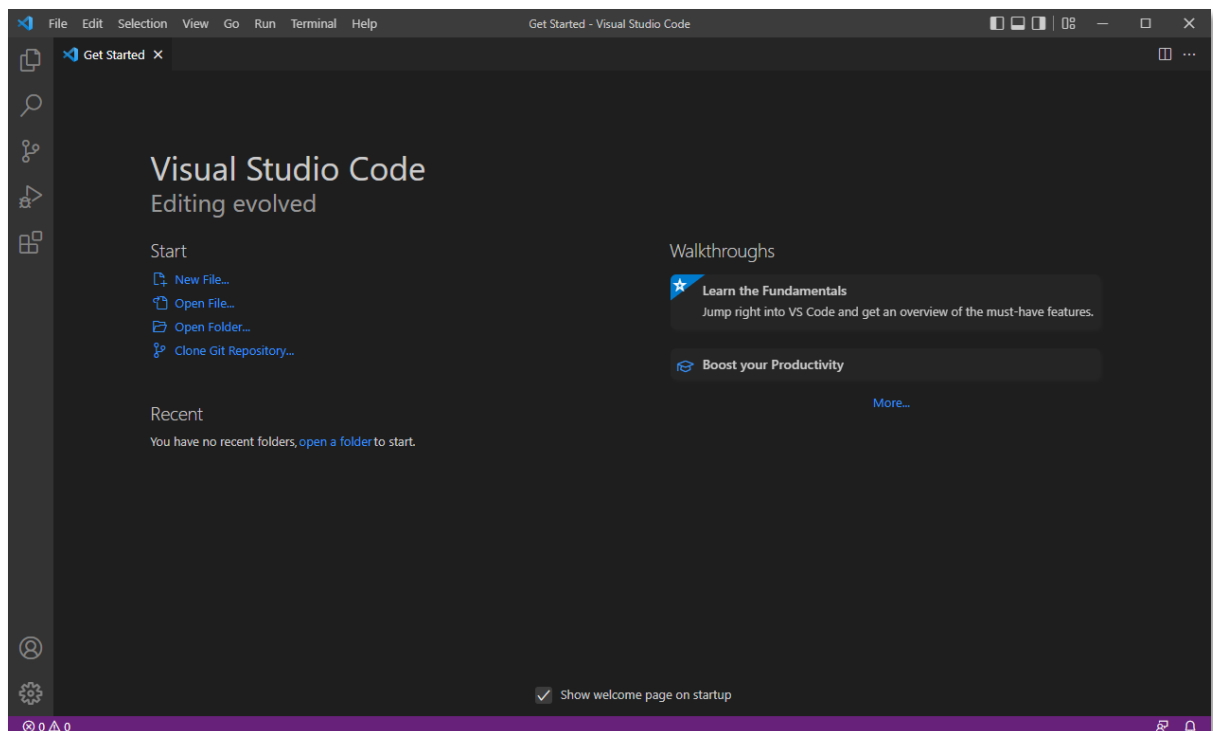 File Edit Selection View Go Run Terminal Help
Get Started - Visual Studio Code
Get Started
Visual Studio Code
Editing evolved
Start
New File...
Open File...
Open Folder...
Clone Git Repository...
Recent
You have no recent folders, open a folder to start.
Walkthroughs
Learn the Fundamentals
Jump right into VS Code and get an overview of the must-have features.
Boost your Productivity
More...
Show welcome page on startup
0 0